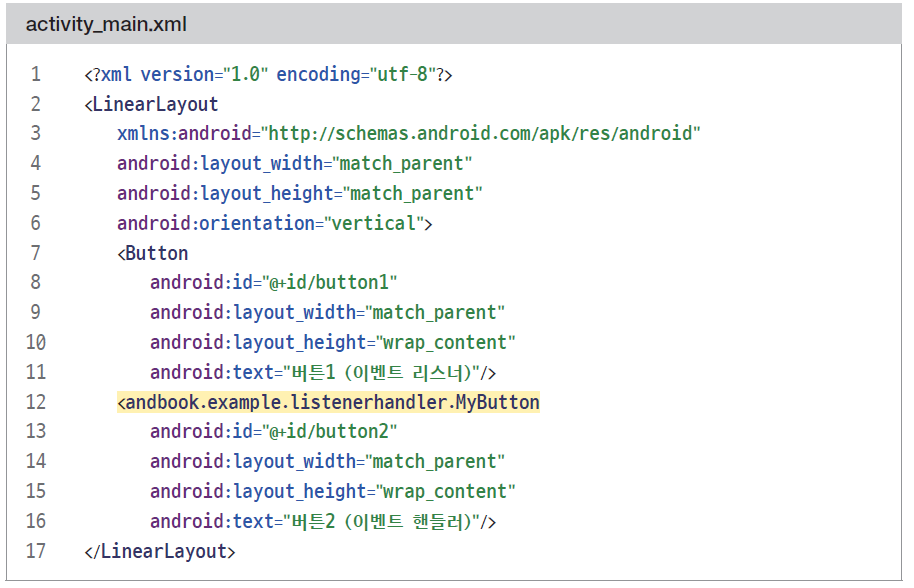 activity_main.xml
1 <?xml version="1.0" encoding="utf-8"?>
2 <LinearLayout
3 xmlns:android="http://schemas.android.com/apk/res/android"
4 android:layout_width="match_parent"
5 android:layout_height="match_parent"
6 android:orientation="vertical">
7 <Button
8 android:id="@+id/button1"
9 android:layout_width="match_parent"
10 android:layout_height="wrap_content"
11 android:text="버튼1 (이벤트 리스너)"/>
12 <andbook.example.listenerhandler.MyButton
13 android:id="@+id/button2"
14 android:layout_width="match_parent"
15 android:layout_height="wrap_content"
16 android:text="버튼2 (이벤트 핸들러)"/>
17 </LinearLayout>